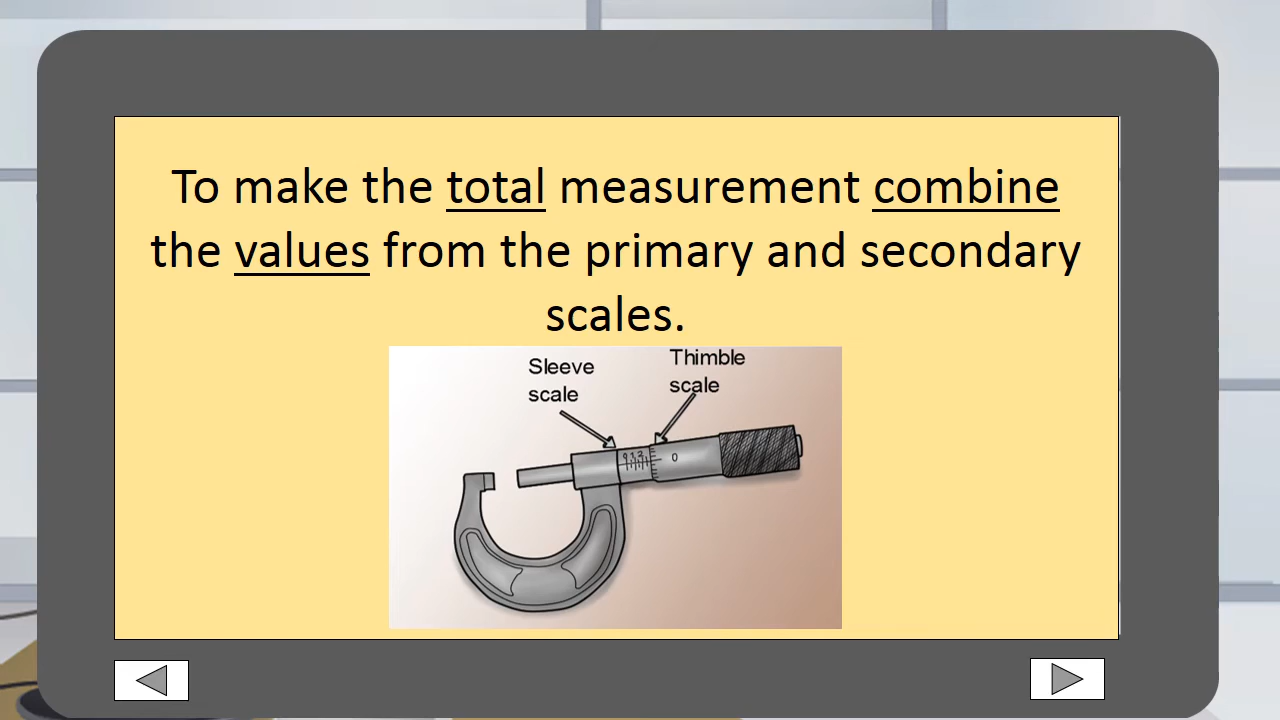 To make the total measurement combine
the values from the primary and secondary
scales.
Sleeve
scale
Thimble
scale
0